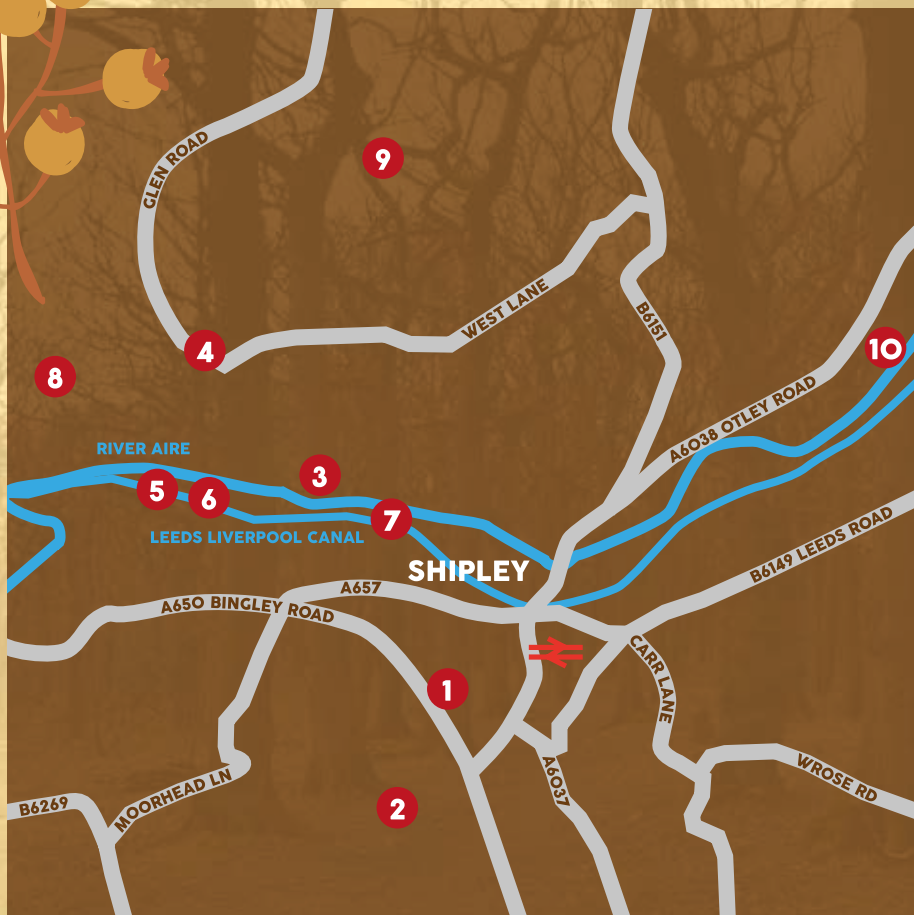 GLEN ROAD
9
WEST LANE
B6151
4
8
10
A6038 OTLEY ROAD
RIVER AIRE
3
5
6
7
LEEDS LIVERPOOL CANAL
SHIPLEY
B6149 LEEDS ROAD
A657
A650 BINGLEY ROAD
1
CARR LANE
MOORHEAD LN
B6269
2
A6037
WROSE RD